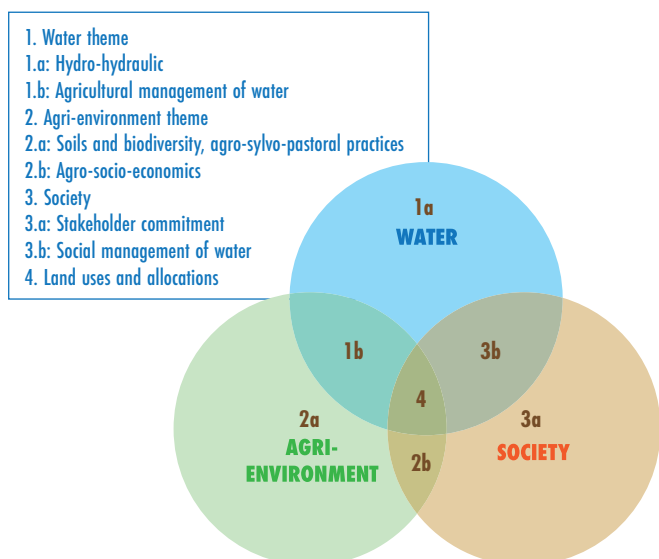 1. Water theme
1.a: Hydro-hydraulic
1.b: Agricultural management of water
2. Agri-environment theme
2.a: Soils and biodiversity, agro-sylvo-pastoral practices
2.b: Agro-socio-economics
3. Society
3.a: Stakeholder commitment
3.b: Social management of water
4. Land uses and allocations
1a
WATER
1b
3b
4
2a
AGRI-
ENVIRONMENT
3a
SOCIETY
2b